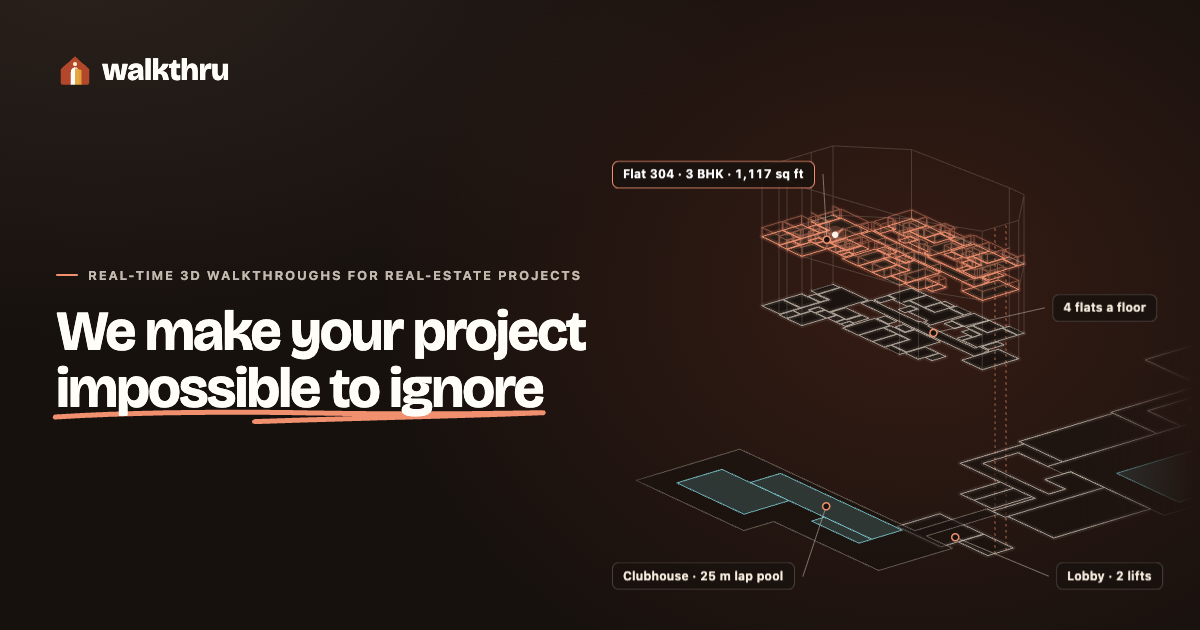 walkthru
Flat 304 · 3 BHK · 1,117 sq ft
REAL-TIME 3D WALKTHROUGHS FOR REAL-ESTATE PROJECTS
We make your project
impossible to ignore
4 flats a floor
Clubhouse · 25 m lap pool
Lobby · 2 lifts